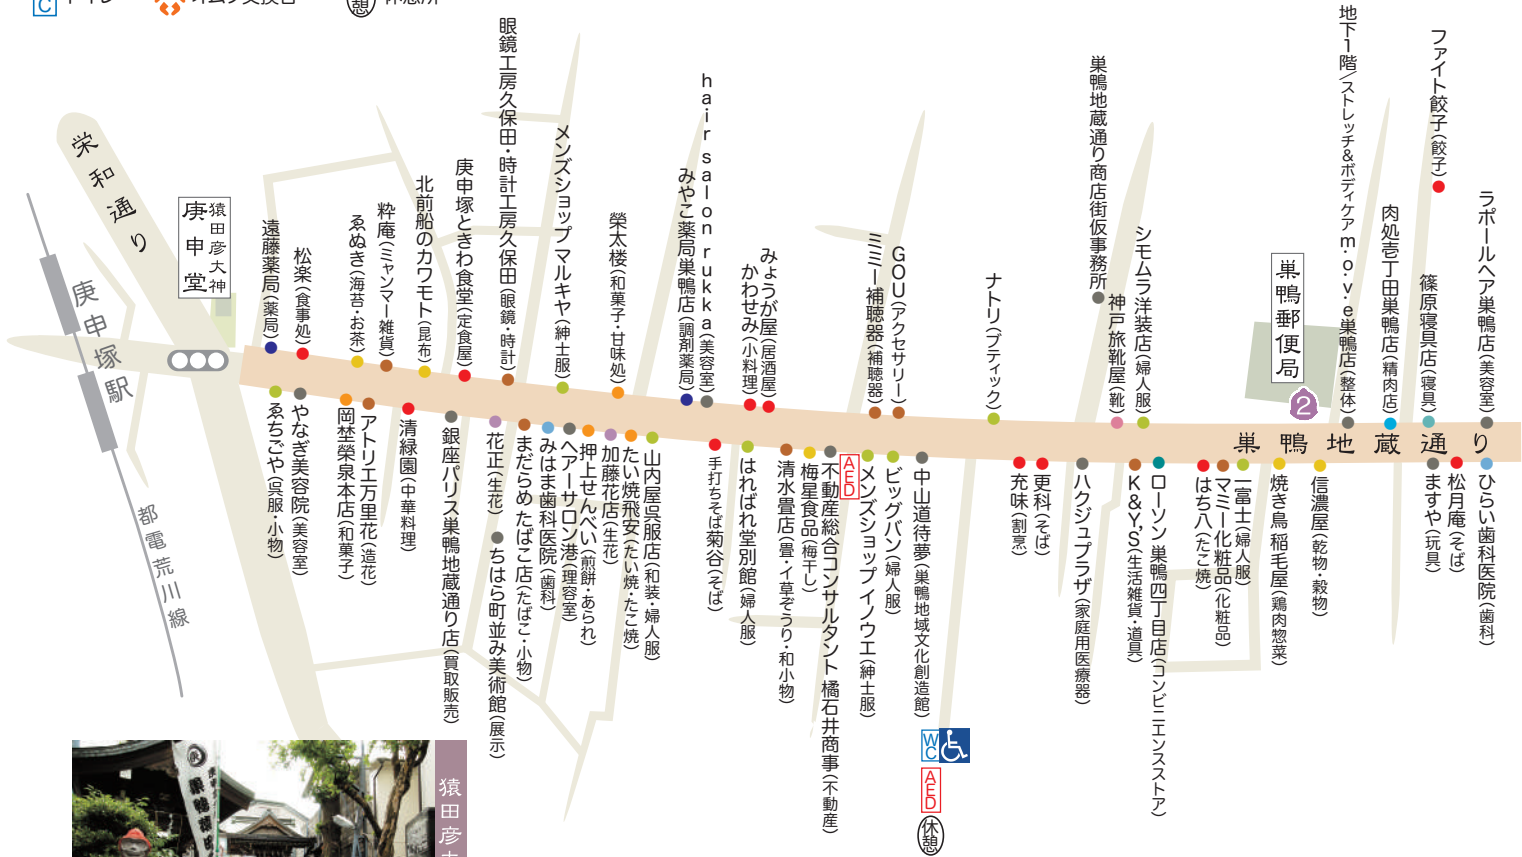 WC
休憩所
栄和通り
庚申塚駅
都電荒川線
猿田彦大神
庚申堂
遠藤薬局(薬局)
松楽(食事処)
ゑぬき(海苔・お茶)
粋庵(ミャンマー雑貨)
北前船のカワモト(昆布)
庚申塚ときわ食堂(定食屋)
眼鏡工房久保田・時計工房久保田(眼鏡・時計)
メンズショップ マルキヤ(紳士服)
榮太楼(和菓子・甘味処)
みやこ薬局巣鴨店(調剤薬局)
hair salon rukka(美容室)
かわせみ(小料理)
みょうが屋(居酒屋)
ミミー補聴器(補聴器)
GOU(アクセサリー)
ナトリ(ブティック)
巣鴨地蔵通り商店街仮事務所
神戸旅靴屋(靴)
シモムラ洋装店(婦人服)
巣鴨郵便局
2
地下1階/ストレッチ&ボディケア m・o・v・e巣鴨店(整体)
肉処壱丁田巣鴨店(精肉店)
ファイト餃子(餃子)
篠原寝具店(寝具)
ラポールヘア巣鴨店(美容室)
巣鴨地蔵通り
ゑちごや(呉服・小物)
やなぎ美容院(美容室)
岡埜榮泉本店(和菓子)
アトリエ万里花(造花)
清緑園(中華料理)
銀座パリス巣鴨地蔵通り店(買取販売)
花正(生花)
ちはら町並み美術館(展示)
まだらめ たばこ店(たばこ・小物)
みはま歯科医院(歯科)
ヘアーサロン港(理容室)
押上せんべい(煎餅・あられ)
加藤花店(生花)
たい焼飛安(たい焼・たこ焼)
山内屋呉服店(和装・婦人服)
手打ちそば菊谷(そば)
はればれ堂別館(婦人服)
清水畳店(畳・イ草ぞうり・和小物)
梅星食品(梅干し)
不動産総合コンサルタント 橘石井商事(不動産)
AED
メンズショップイノウエ(紳士服)
ビッグバン(婦人服)
中山道待夢(巣鴨地域文化創造館)
WC
AED
休憩
充味(割烹)
更科(そば)
ハクジュプラザ(家庭用医療器)
K&Y,S(生活雑貨・道具)
ローソン 巣鴨四丁目店(コンビニエンスストア)
はち八(たこ焼)
マミー化粧品(化粧品)
一富士(婦人服)
焼き鳥 稲毛屋(鶏肉惣菜)
信濃屋(乾物・穀物)
ますや(玩具)
松月庵(そば)
ひらい歯科医院(歯科)
猿田彦